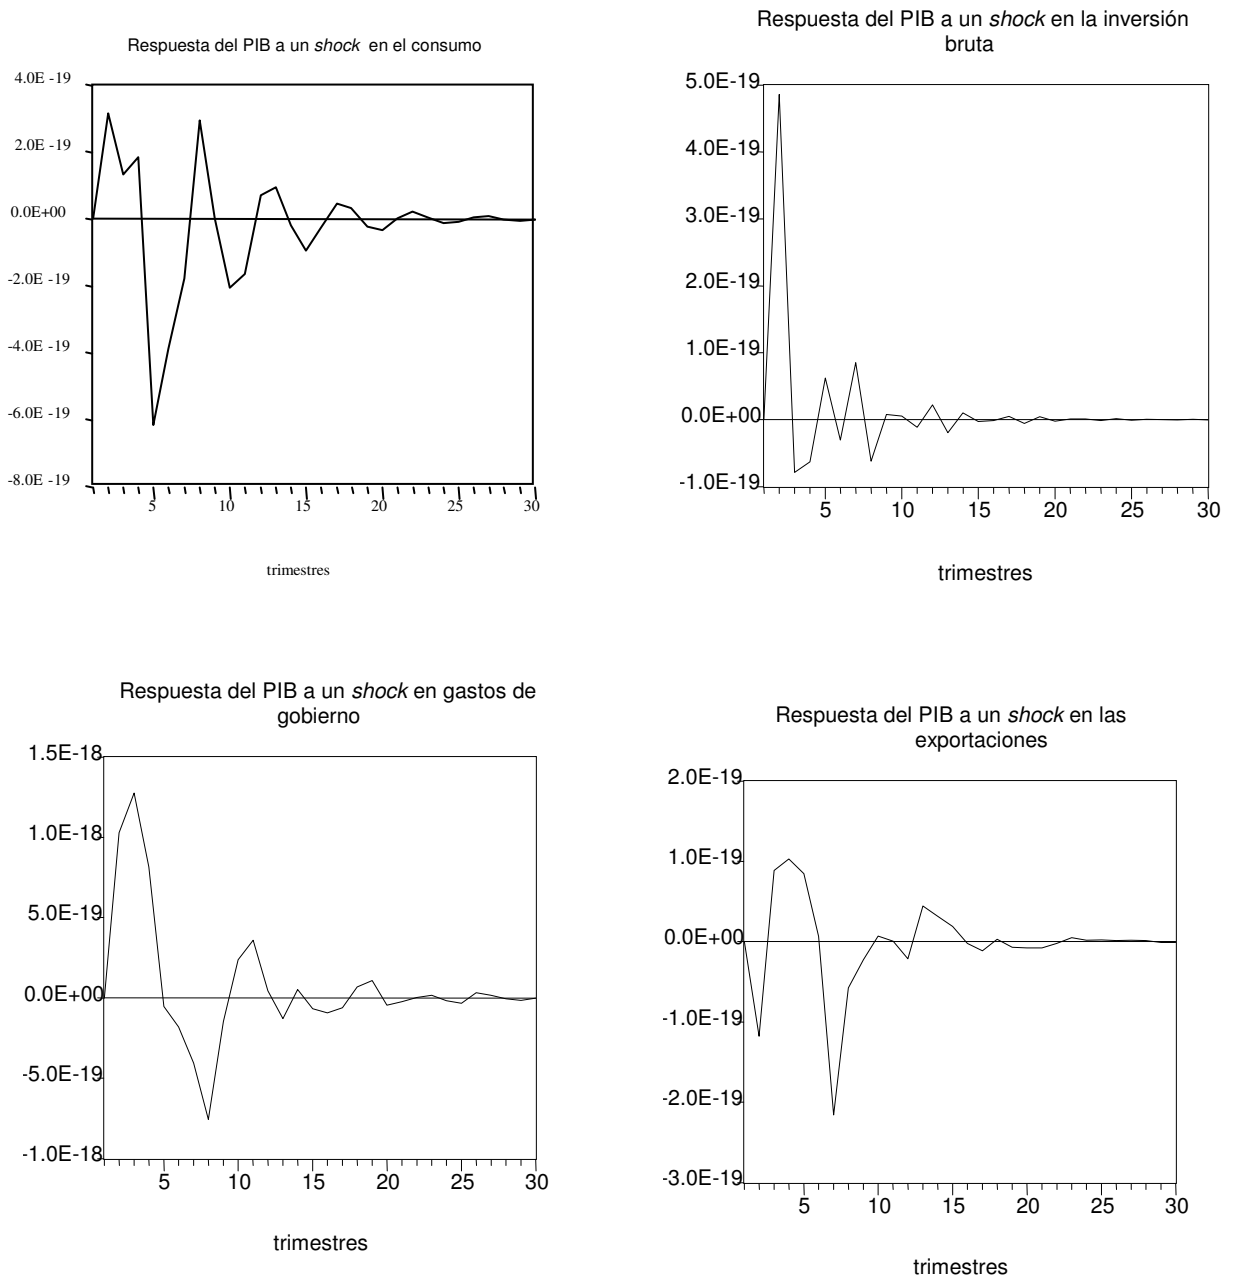 Respuesta del PIB a un shock en el consumo
4.0E -19
2.0E -19
0.0E+00
-2.0E -19
-4.0E -19
-6.0E -19
-8.0E -19
5 10 15 20 25 30
trimestres
Respuesta del PIB a un shock en la inversión
bruta
5.0E-19
4.0E-19
3.0E-19
2.0E-19
1.0E-19
0.0E+00
-1.0E-19
5 10 15 20 25 30
trimestres
Respuesta del PIB a un shock en gastos de
gobierno
1.5E-18
1.0E-18
5.0E-19
0.0E+00
-5.0E-19
-1.0E-18
5 10 15 20 25 30
trimestres
Respuesta del PIB a un shock en las
exportaciones
2.0E-19
1.0E-19
0.0E+00
-1.0E-19
-2.0E-19
-3.0E-19
5 10 15 20 25 30
trimestres